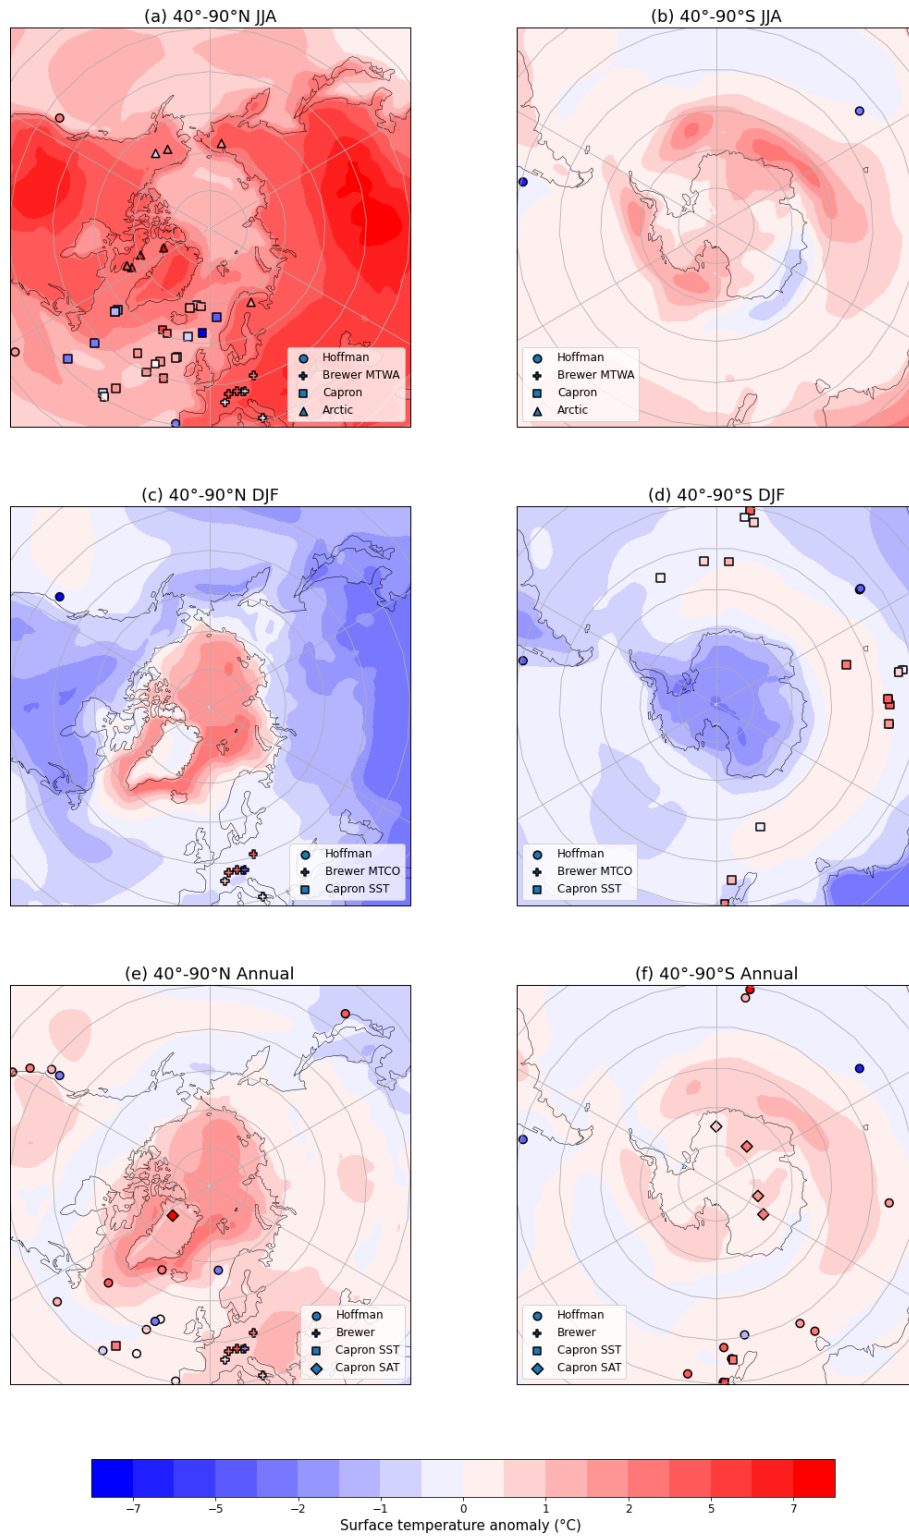 (a) 40°-90°N JJA
(b) 40°-90°S JJA
Hoffman
Brewer MTWA
Capron
Arctic
Hoffman
Brewer MTWA
Capron
Arctic
(c) 40°-90°N DJF
(d) 40°-90°S DJF
Hoffman
Brewer MTCO
Capron SST
Hoffman
Brewer MTCO
Capron SST
(e) 40°-90°N Annual
(f) 40°-90°S Annual
Hoffman
Brewer
Capron SST
Capron SAT
Hoffman
Brewer
Capron SST
Capron SAT
−7 −5 −2 −1 0 1 2 5 7
Surface temperature anomaly (°C)